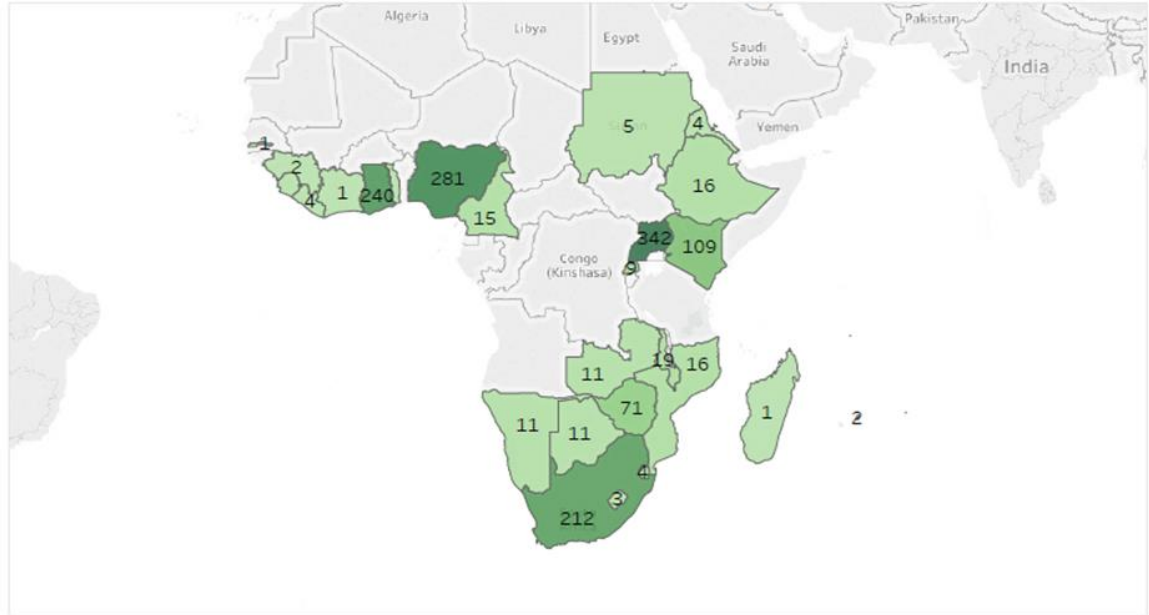 Algeria
Libya
Egypt
Pakistan
Saudi
Arabia
India
Yemen
5
4
1
2
4
1
240
281
15
16
342
109
9
Congo
(Kinshasa)
19
16
11
71
11
11
1
2
4
3
212